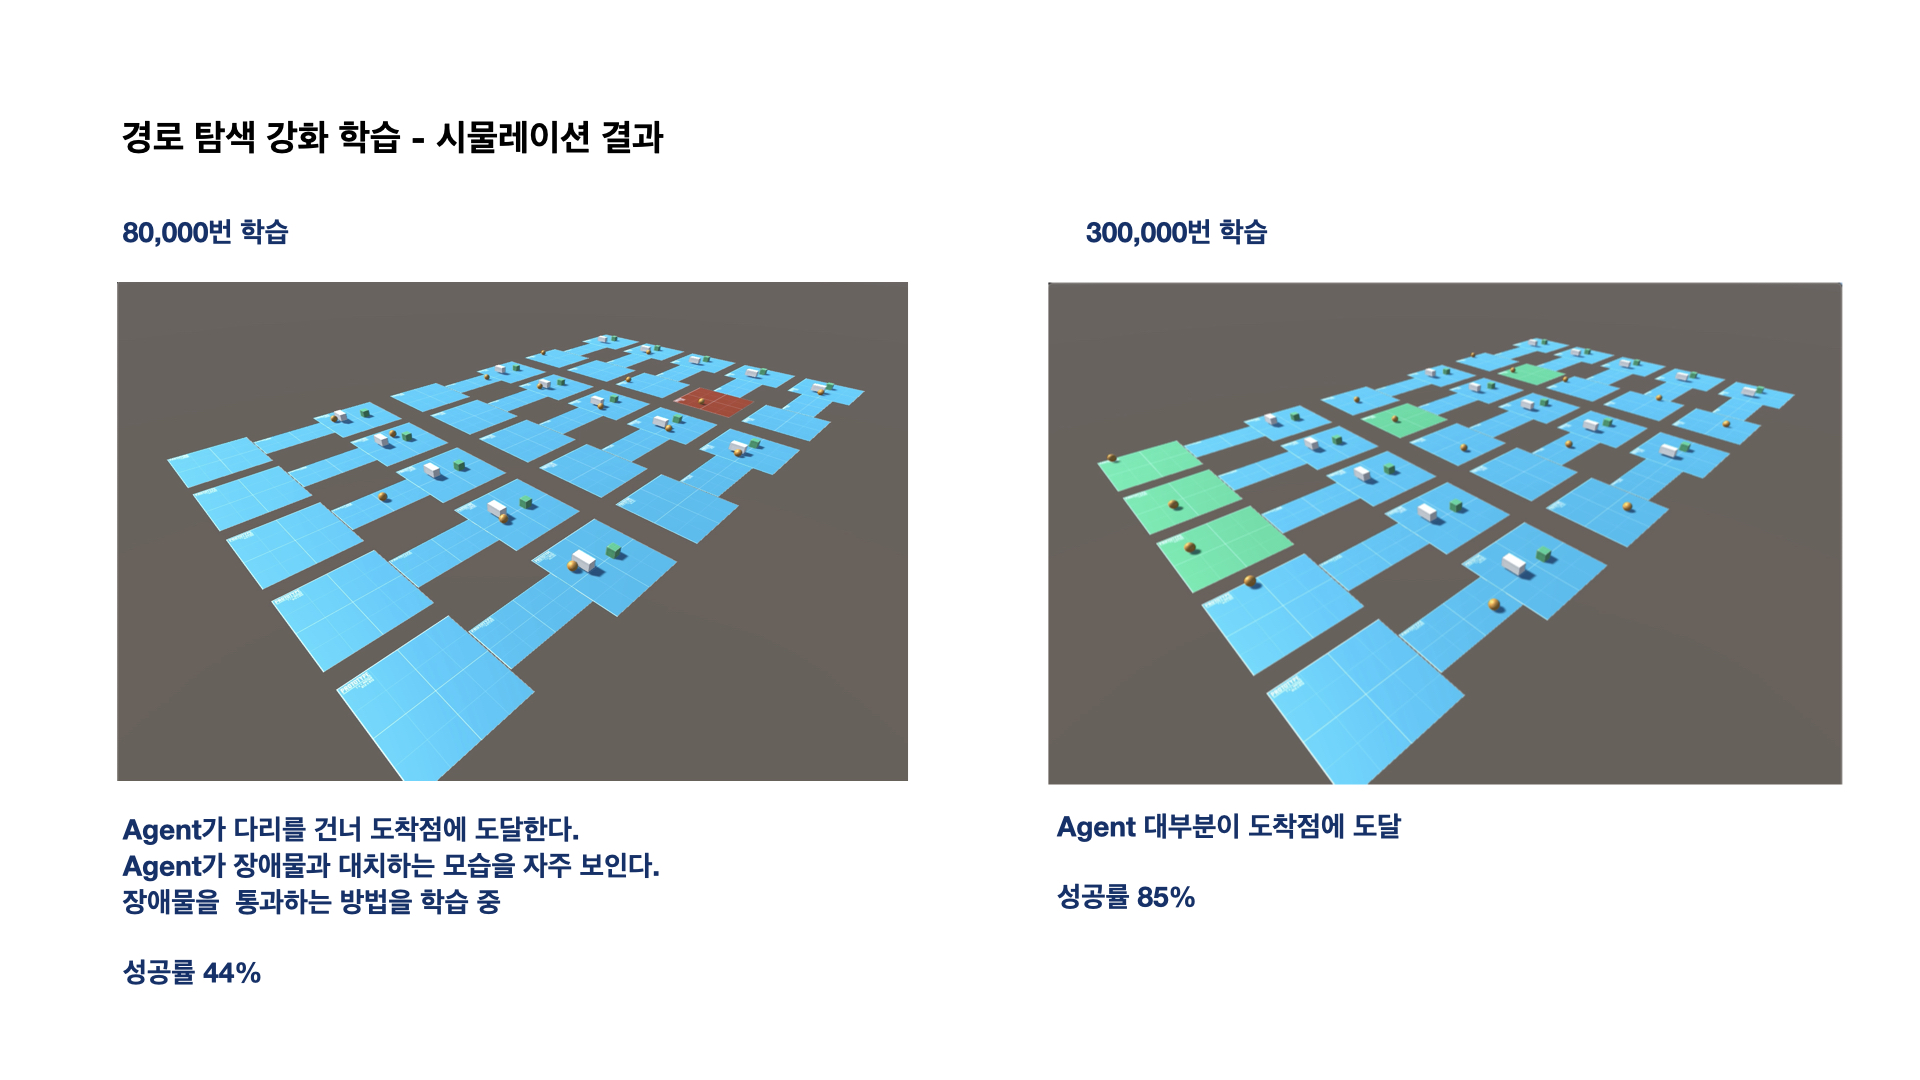 경로 탐색 강화 학습 - 시뮬레이션 결과
80,000번 학습
300,000번 학습
Agent가 다리를 건너 도착점에 도달한다.
Agent가 장애물과 대치하는 모습을 자주 보인다.
장애물을 통과하는 방법을 학습 중
성공률 44%
Agent 대부분이 도착점에 도달
성공률 85%